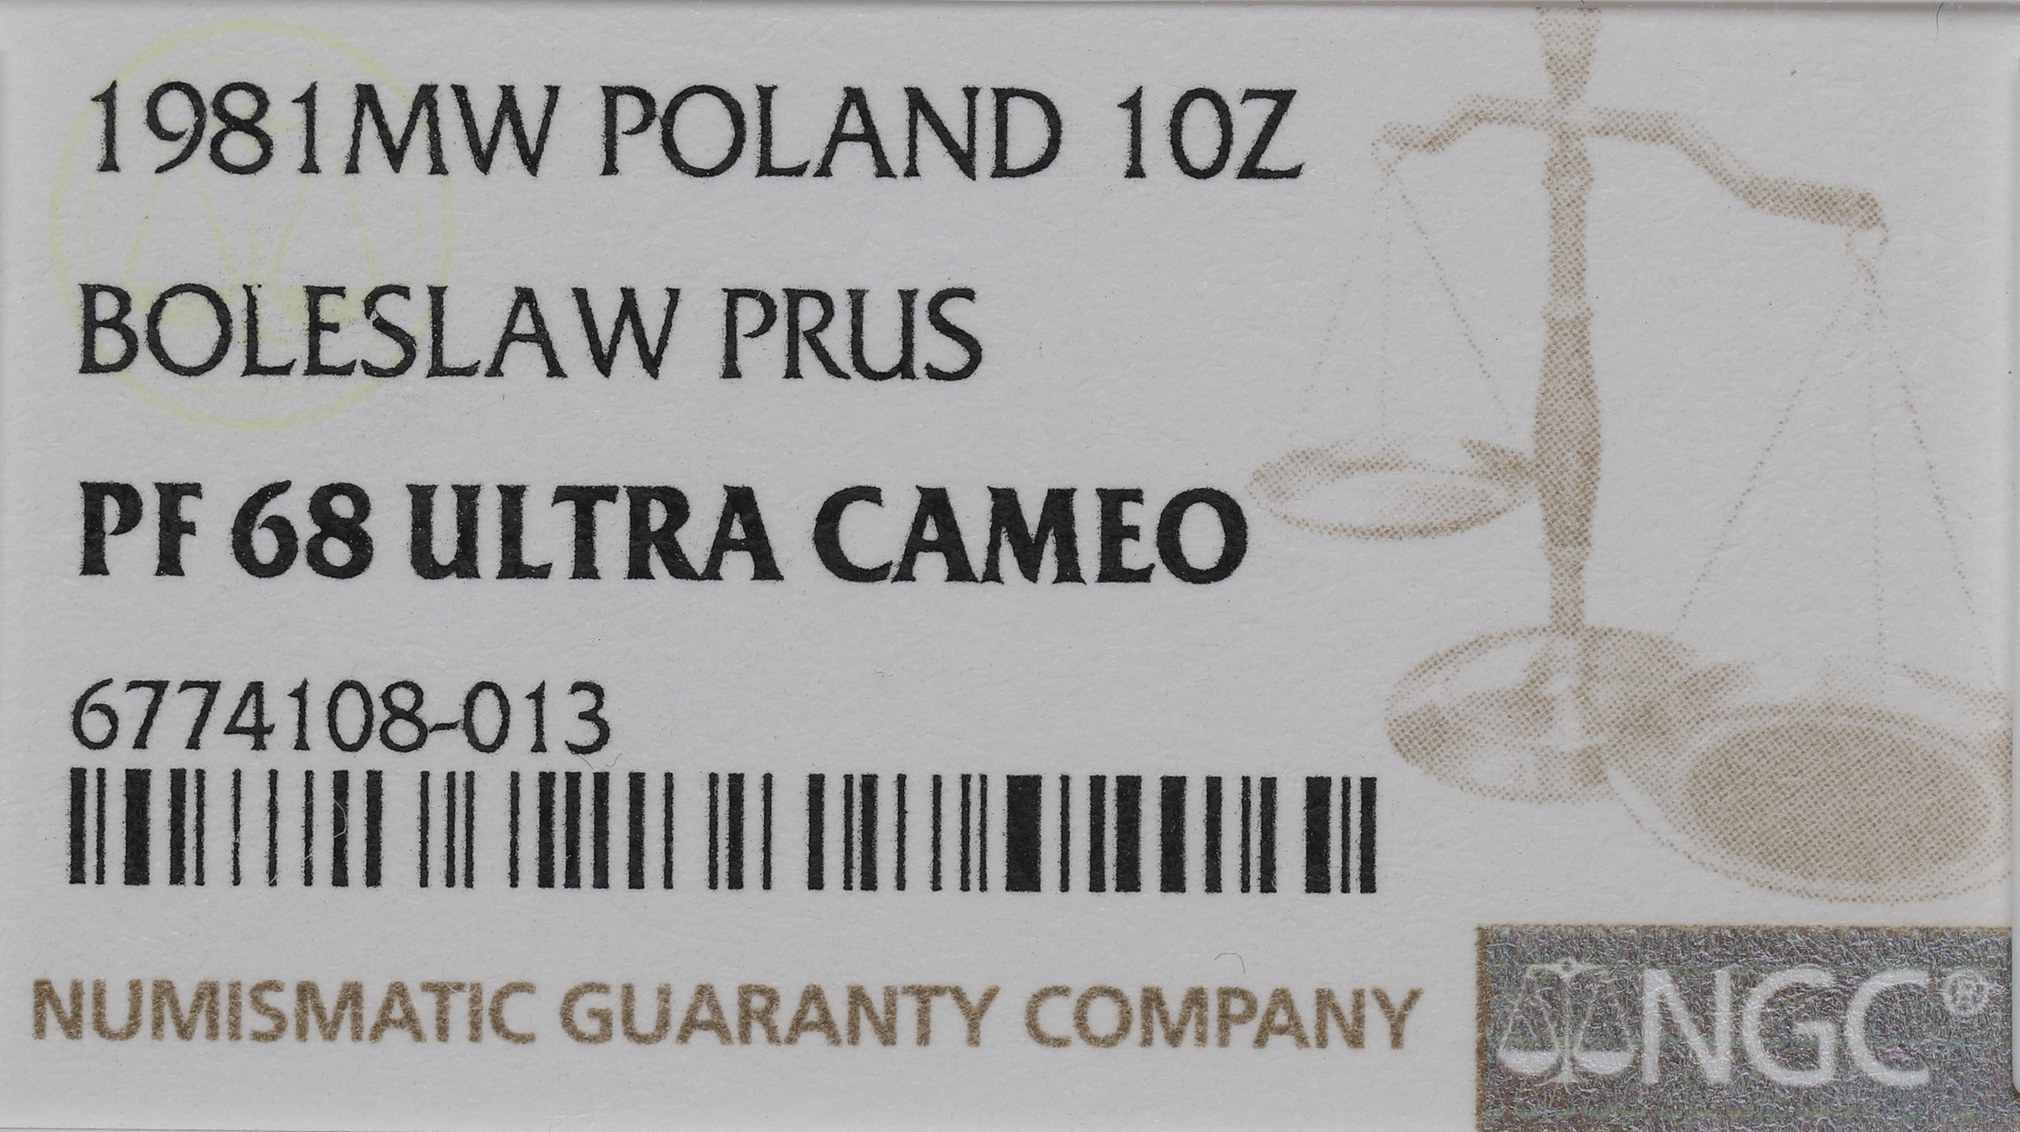 1981MW POLAND 10Z
BOLESLAW PRUS
PF 68 ULTRA CAMEO
6774108-013
NUMISMATIC GUARANTY COMPANY
NGC®